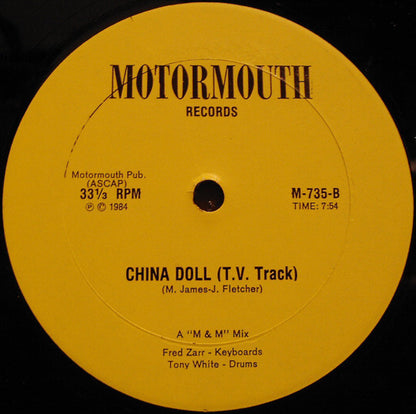 MOTORMOUTH
RECORDS
Motormouth Pub.
(ASCAP)
33⅓ RPM
Ⓟ © 1984
M-735-B
TIME: 7:54
CHINA DOLL (T.V. Track)
(M. James-J. Fletcher)
A "M & M" Mix
Fred Zarr - Keyboards
Tony White - Drums